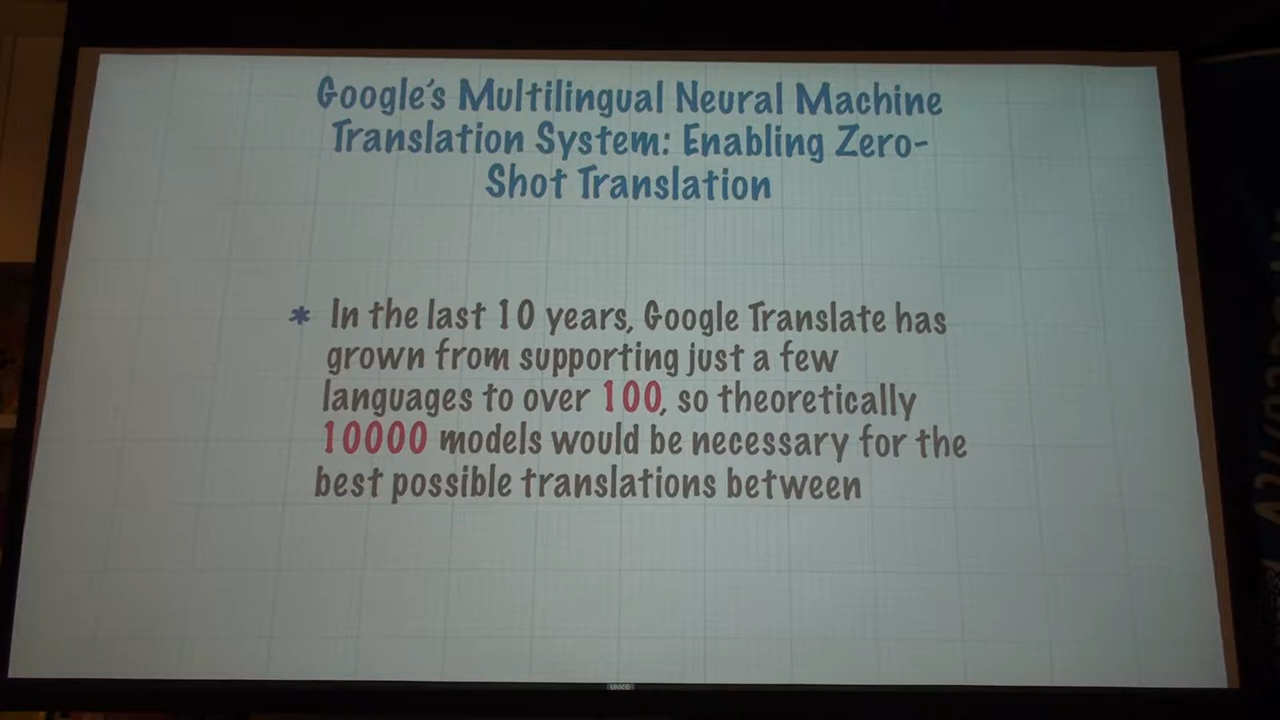 Google's Multilingual Neural Machine
Translation System: Enabling Zero-
Shot Translation
* In the last 10 years, Google Translate has
grown from supporting just a few
languages to over 100, so theoretically
10000 models would be necessary for the
best possible translations between
UNICO